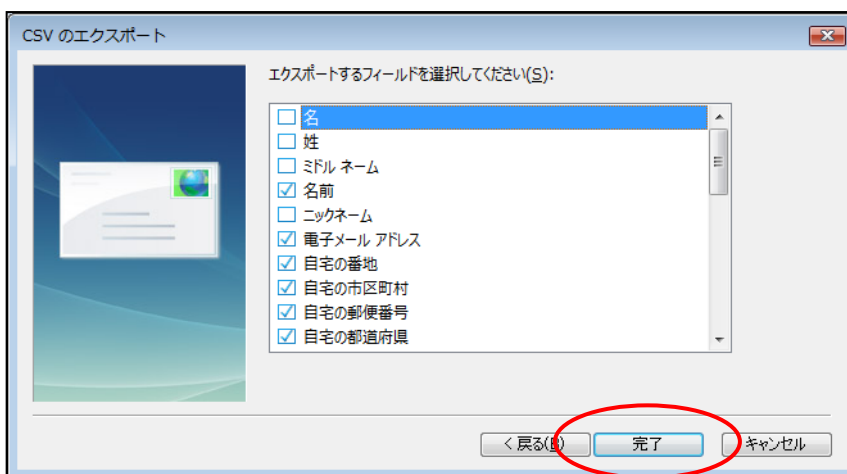 CSV のエクスポート
エクスポートするフィールドを選択してください(S):
名
姓
ミドル ネーム
名前
ニックネーム
電子メール アドレス
自宅の番地
自宅の市区町村
自宅の郵便番号
自宅の都道府県
< 戻る(B) 完了 キャンセル